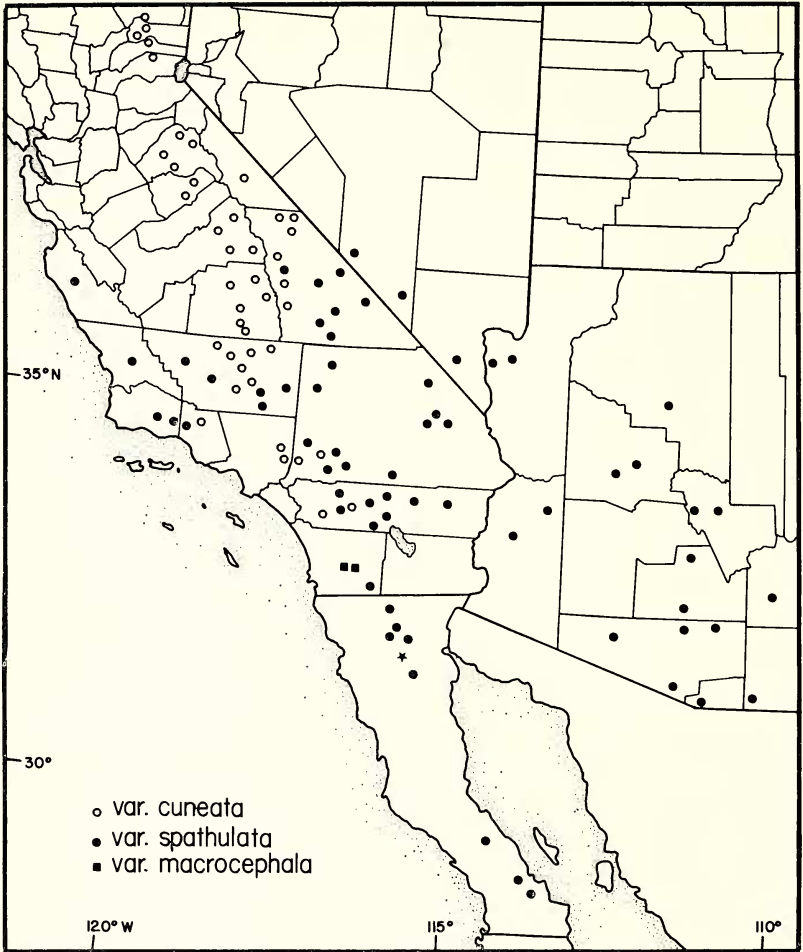 35°N
30°
var. cuneata
var. spathulata
var. macrocephala
120° W
115°
110°